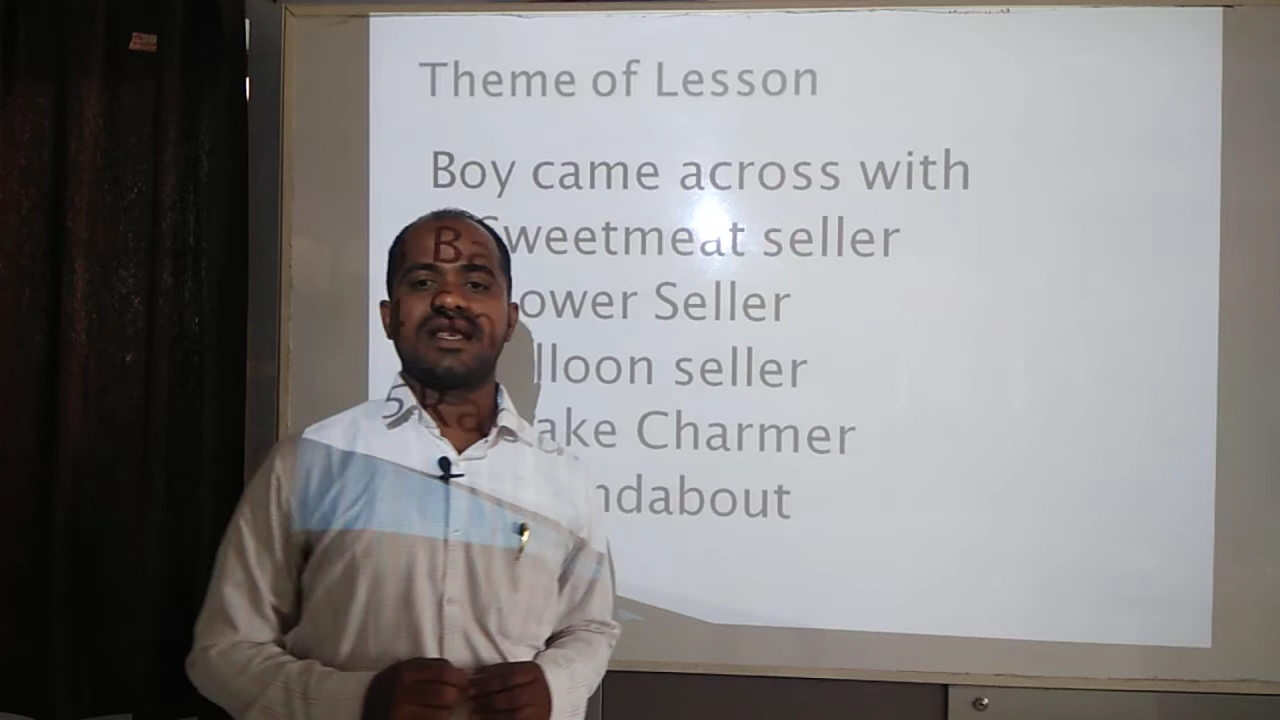 Theme of Lesson
Boy came across with
Sweetmeat seller
Seller
seller
Charmer